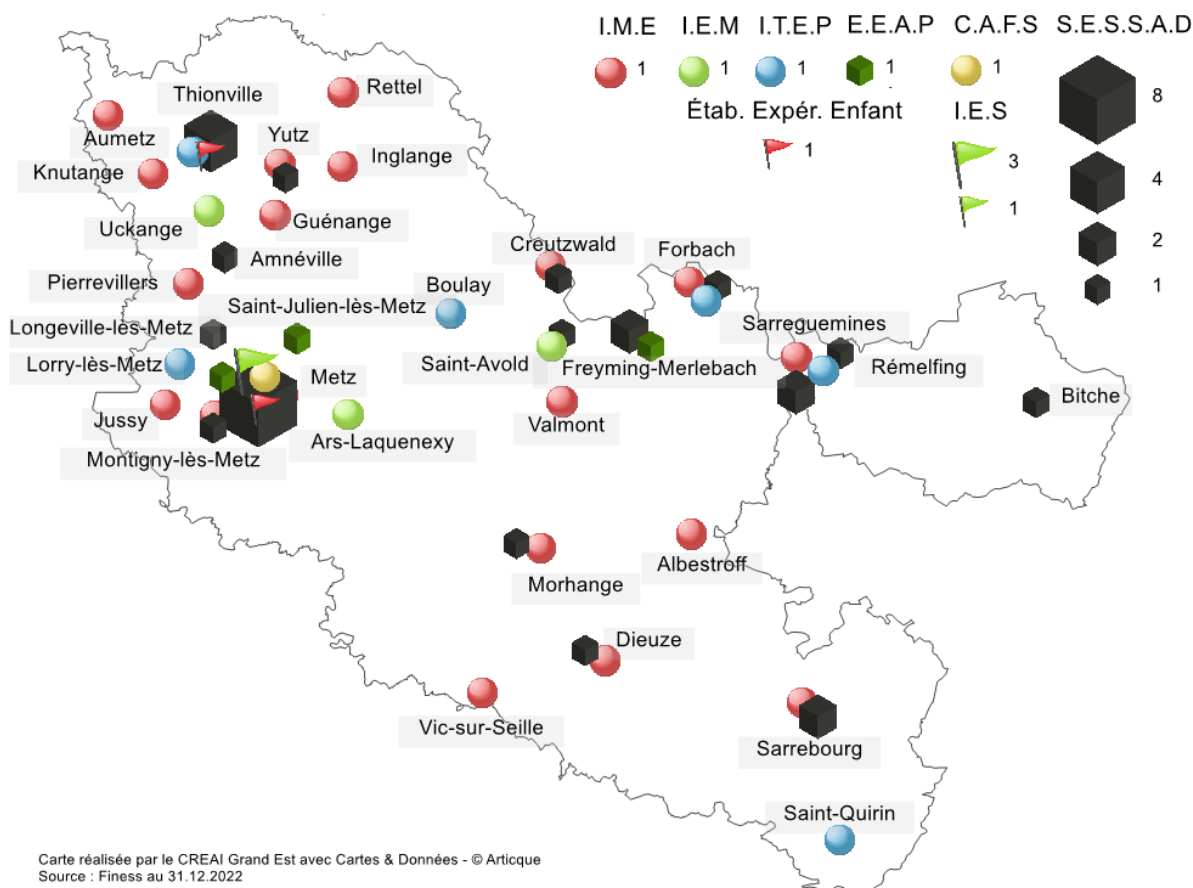 I.M.E I.E.M I.T.E.P E.E.A.P C.A.F.S S.E.S.S.A.D
1 1 1 1 1 8
Étab. Expér. Enfant I.E.S
1 3 4
1 2
1
Rettel
Thionville
Aumetz
Yutz
Knutange
Inglange
Uckange
Guénange
Creutzwald
Forbach
Amnéville
Pierrevillers
Boulay
Saint-Julien-lès-Metz
Longeville-lès-Metz
Sarreguemines
Lorry-lès-Metz
Saint-Avold
Freyming-Merlebach
Rémelfing
Metz
Bitche
Jussy
Valmont
Ars-Laquenexy
Montigny-lès-Metz
Albestroff
Morhange
Dieuze
Vic-sur-Seille
Sarrebourg
Saint-Quirin
Carte réalisée par le CREAI Grand Est avec Cartes & Données - © Articque
Source : Finess au 31.12.2022